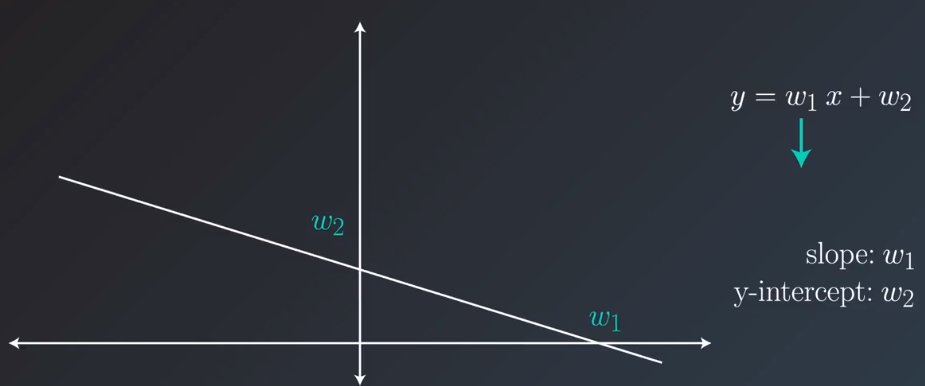 y = w₁ x + w₂
w₂
slope: w₁
y-intercept: w₂
w₁